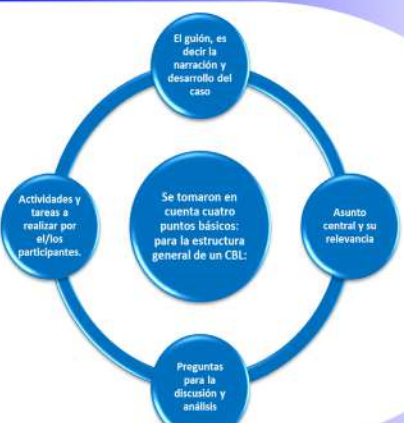 El guión, es
decir la
narración y
desarrollo del
caso
Actividades y
tareas a
realizar por
el/los
participantes.
Se tomaron en
cuenta cuatro
puntos básicos:
para la estructura
general de un CBL:
Asunto
central y su
relevancia
Preguntas
para la
discusión y
análisis